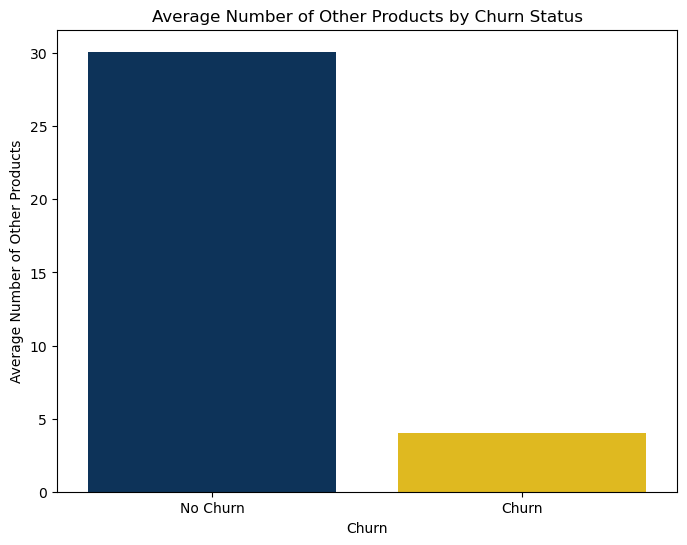 Average Number of Other Products by Churn Status
Average Number of Other Products
30
25
20
15
10
5
0
No Churn
Churn
Churn